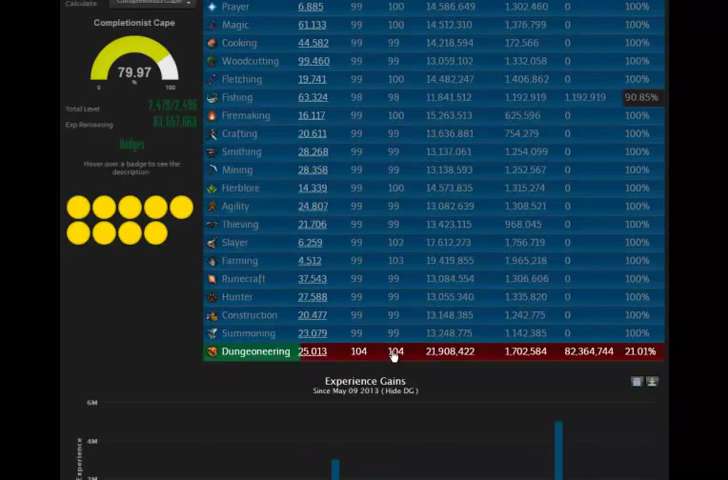 Calculate Completionist Cape
Completionist Cape
79.97
%
0 100
Total Level
Exp Remaining
Badges
Hover over a badge to see the
description
Prayer 6.885 99 100 14,586,649 1,302,460 0 100%
Magic 61.133 99 100 14,512,310 1,376,799 0 100%
Cooking 44.582 99 99 14,218,594 172,566 0 100%
Woodcutting 99.460 99 99 13,059,102 1,332,058 0 100%
Fletching 19,741 99 100 14,482,247 1,406,862 0 100%
Fishing 63,324 98 98 11,841,512 1,192,919 1,192,919 90.85%
Firemaking 16.117 99 100 15,263,513 625,596 0 100%
Crafting 20.611 99 99 13,636,881 754,279 0 100%
Smithing 28.268 99 99 13,137,061 1,254,099 0 100%
Mining 28.358 99 99 13,138,593 1,252,567 0 100%
Herblore 14.339 99 100 14,573,835 1,315,274 0 100%
Agility 24,807 99 99 13,082,639 1,308,521 0 100%
Thieving 21.706 99 99 13,423,115 968,045 0 100%
Slayer 6.259 99 102 17,612,273 1,756,719 0 100%
Farming 4.512 99 103 19,419,855 1,965,218 0 100%
Runecraft 37.543 99 99 13,084,554 1,306,606 0 100%
Hunter 27.588 99 99 13,055,340 1,335,820 0 100%
Construction 20.477 99 99 13,148,385 1,242,775 0 100%
Summoning 23.079 99 99 13,248,775 1,142,385 0 100%
Dungeoneering 25.013 104 104 21,908,422 1,702,584 82,364,744 21.01%
Experience Gains
Since May 09 2013 ( Hide DG )
6M
4M
Experience